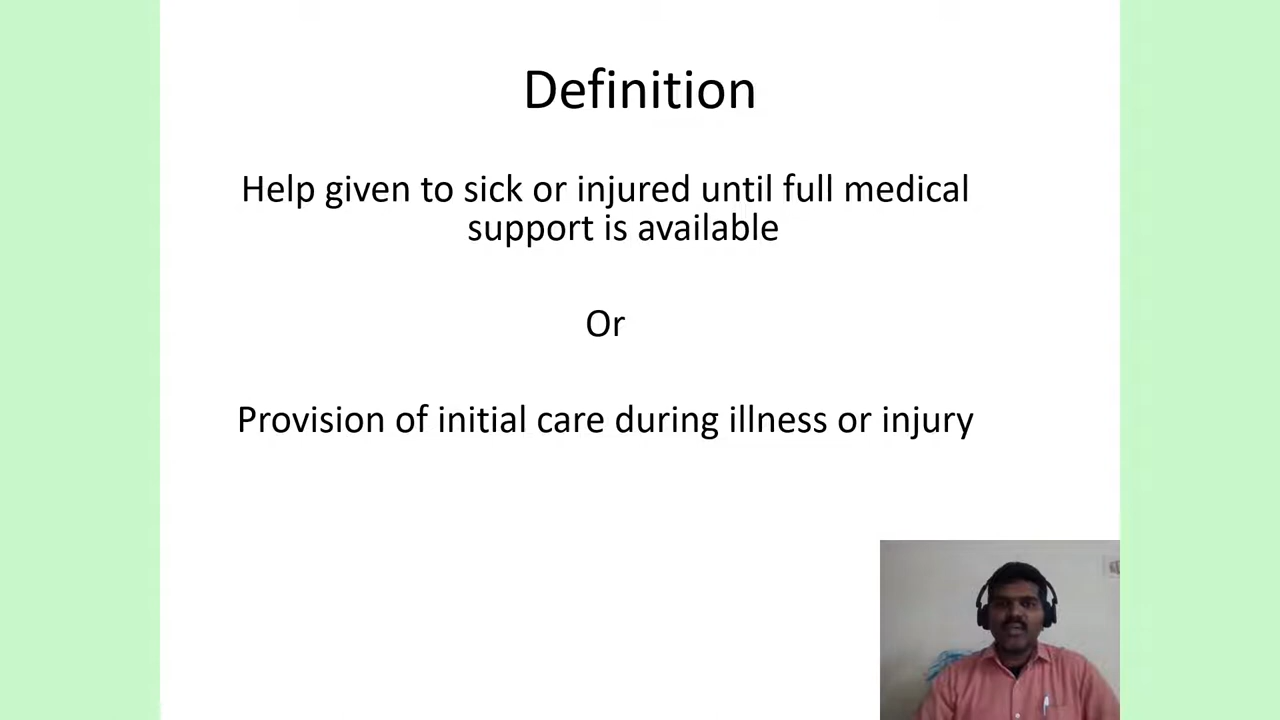 Definition
Help given to sick or injured until full medical
support is available
Or
Provision of initial care during illness or injury